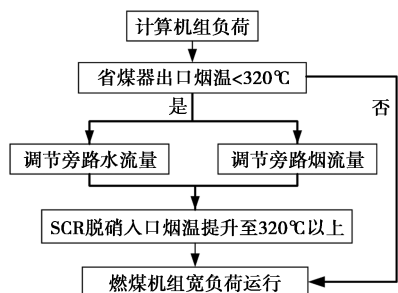 计算机组负荷
省煤器出口烟温<320℃
是
否
调节旁路水流量
调节旁路烟流量
SCR脱硝入口烟温提升至320℃以上
燃煤机组宽负荷运行